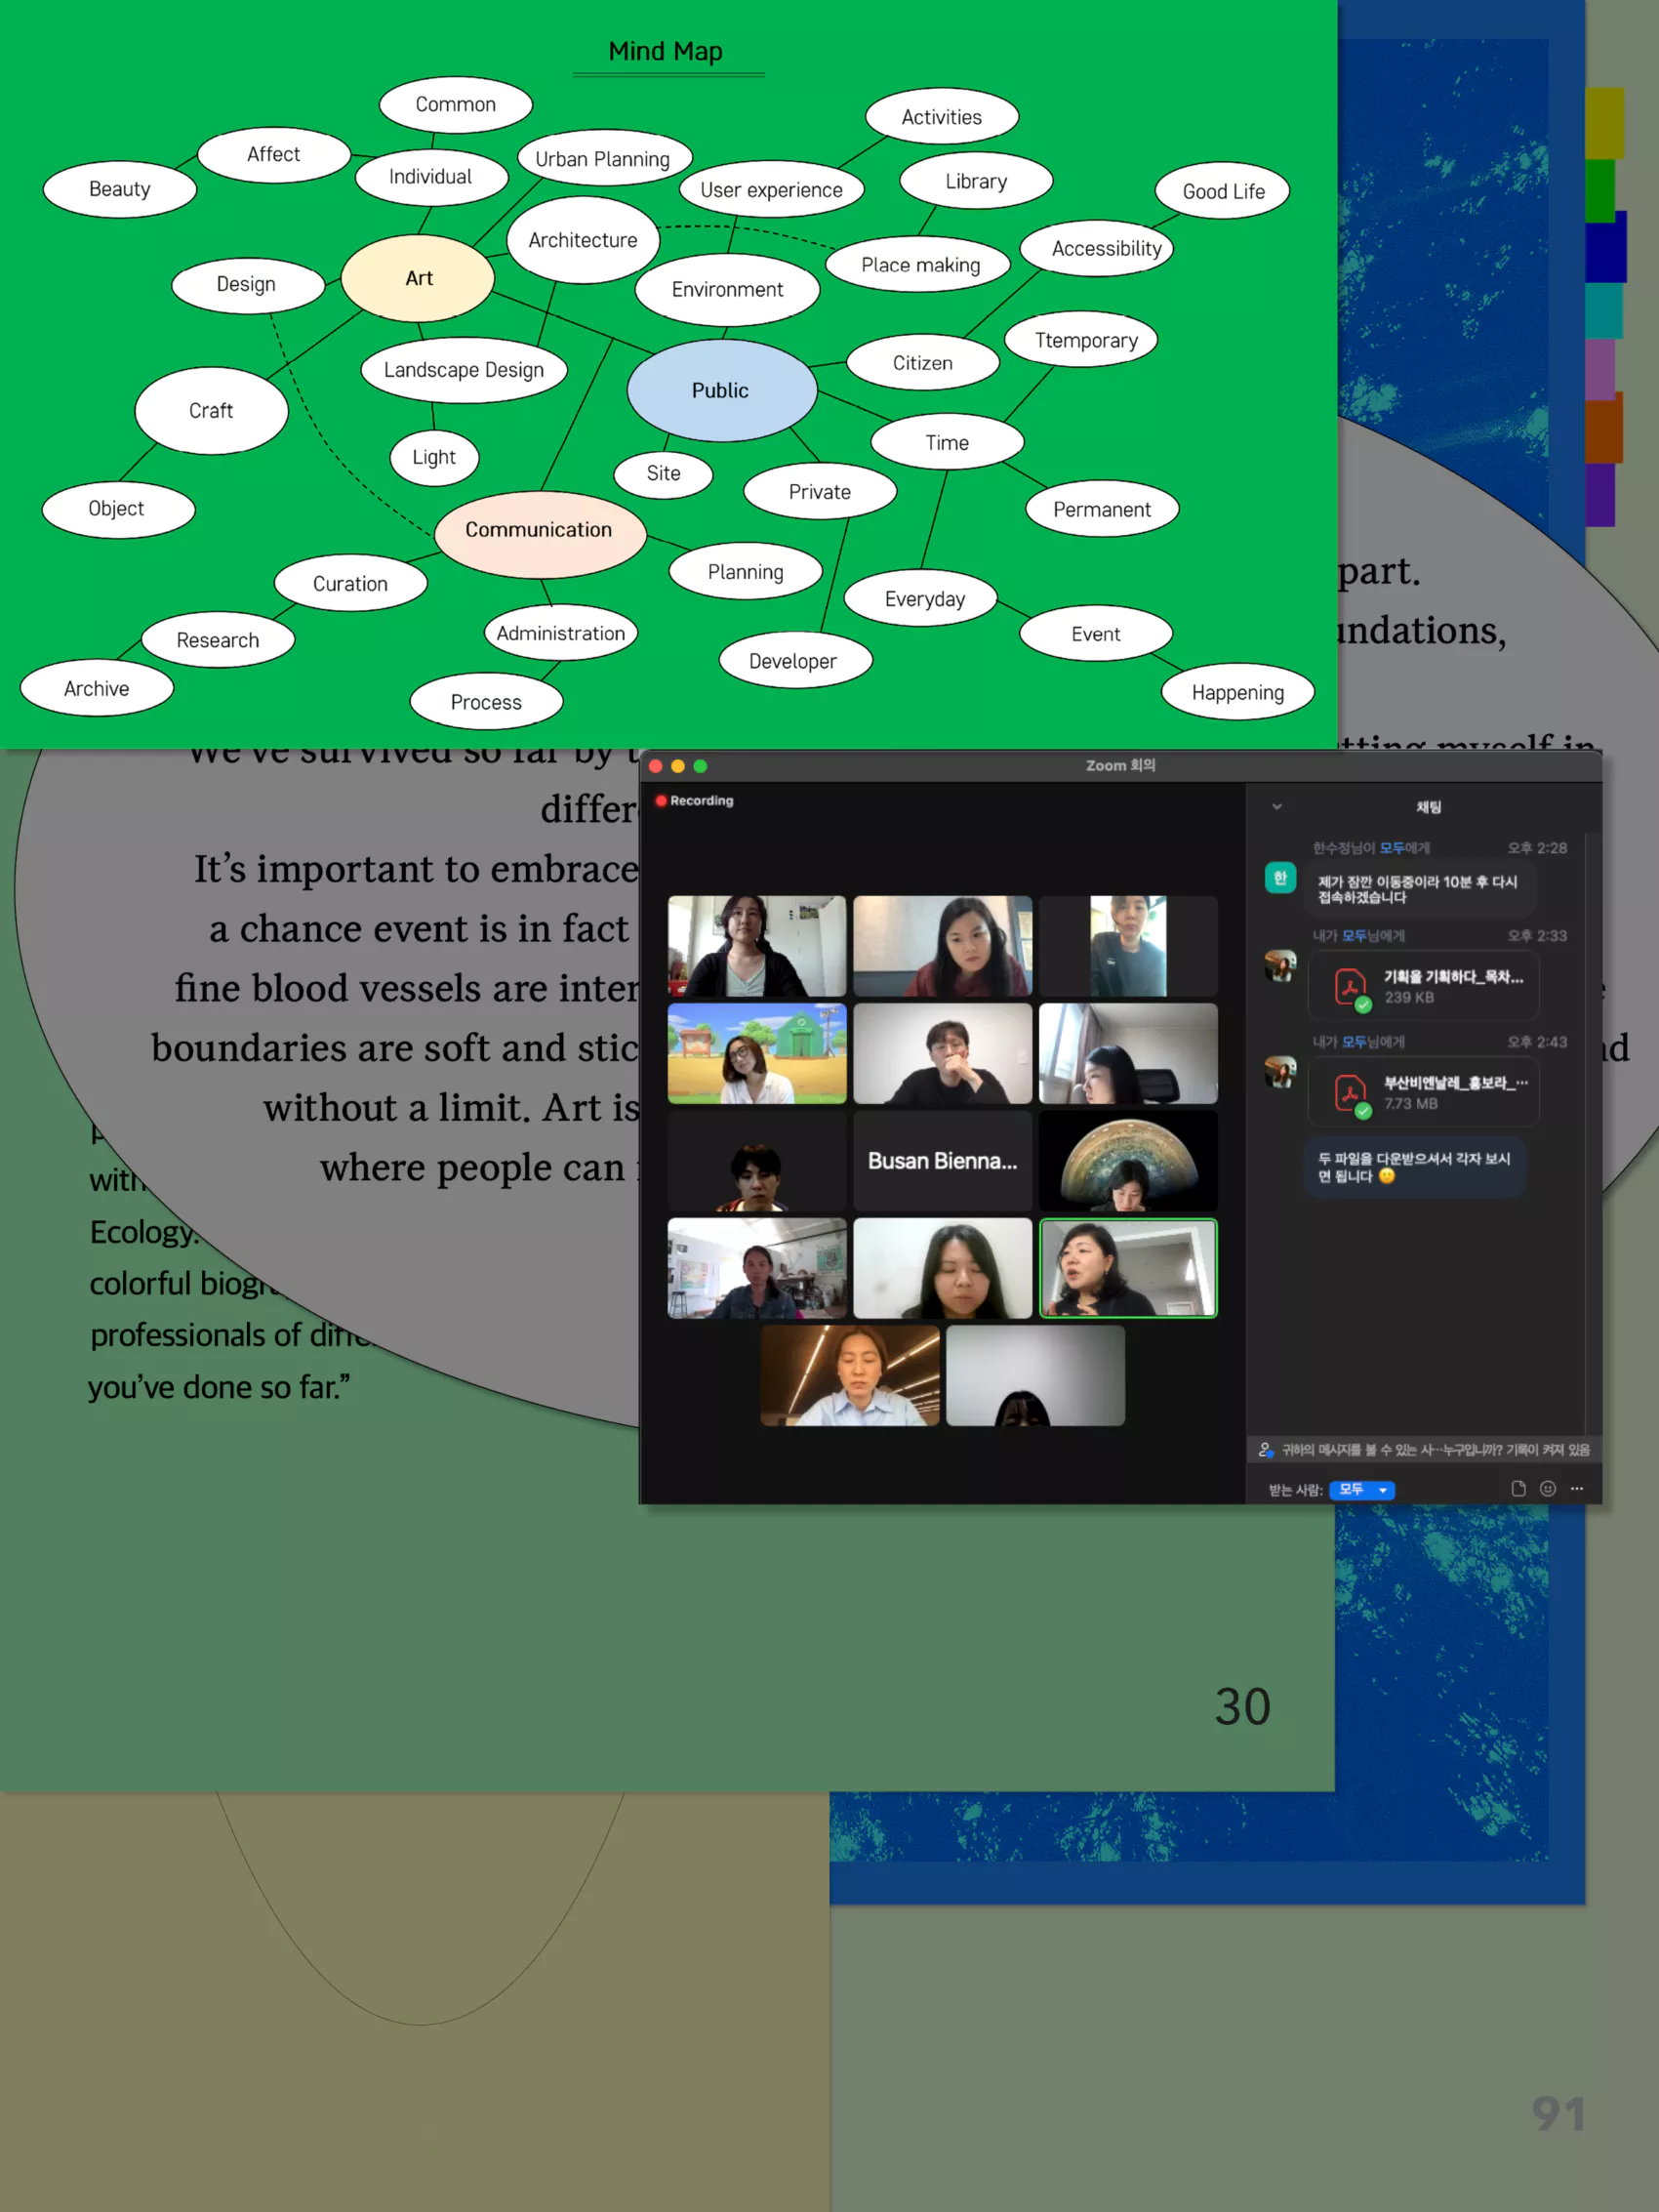 Mind Map
Common
Activities
Affect
Urban Planning
Individual
Beauty
User experience
Library
Good Life
Architecture
Accessibility
Place making
Art
Design
Environment
Ttemporary
Citizen
Landscape Design
Public
Craft
Time
Light
Site
Private
Object
Permanent
Communication
Planning
Curation
Everyday
Research
Administration
Event
Developer
Archive
Process
Happening
part.
undations,
We've survived so far by t
tting myself in
differ
It's important to embrace
a chance event is in fact
fine blood vessels are inter
boundaries are soft and stic
without a limit. Art is
where people can
with
Ecology.
colorful biogr
professionals of diffe
you've done so far.”
Zoom 회의
Recording
채팅
한수정님이 모두에게 오후 2:28
한
제가 잠깐 이동중이라 10분 후 다시
접속하겠습니다
내가 모두님에게 오후 2:33
기획을 기획하다_목차...
239 KB
내가 모두님에게 오후 2:43
부산비엔날레_홍보라_...
7.73 MB
두 파일을 다운받으셔서 각자 보시
면 됩니다
Busan Bienna...
귀하의 메시지를 볼 수 있는 사...누구입니까? 기록이 켜져 있음
받는 사람: 모두
30
91